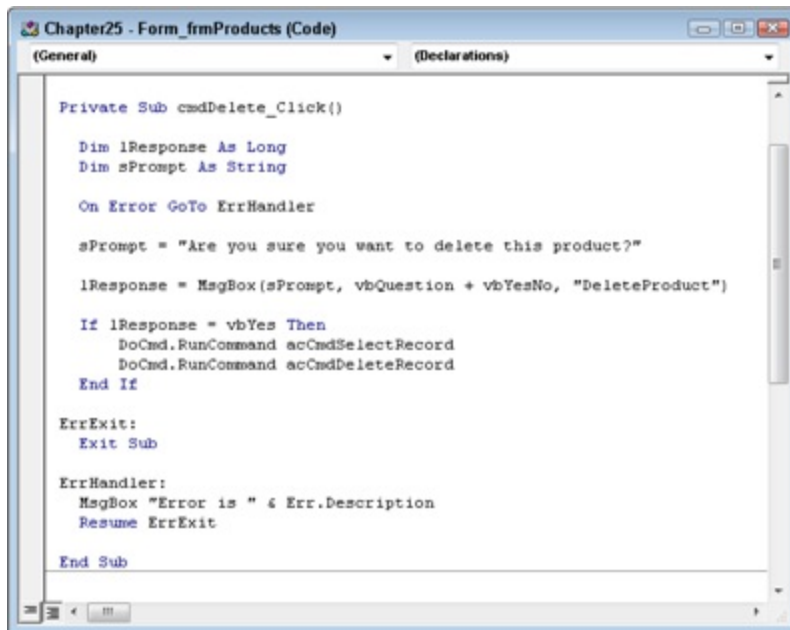 Chapter25 - Form_frmProducts (Code)
(General) (Declarations)
Private Sub cmdDelete_Click()
Dim lResponse As Long
Dim sPrompt As String
On Error GoTo ErrHandler
sPrompt = "Are you sure you want to delete this product?"
lResponse = MsgBox(sPrompt, vbQuestion + vbYesNo, "DeleteProduct")
If lResponse = vbYes Then
DoCmd.RunCommand acCmdSelectRecord
DoCmd.RunCommand acCmdDeleteRecord
End If
ErrExit:
Exit Sub
ErrHandler:
MsgBox "Error is " & Err.Description
Resume ErrExit
End Sub